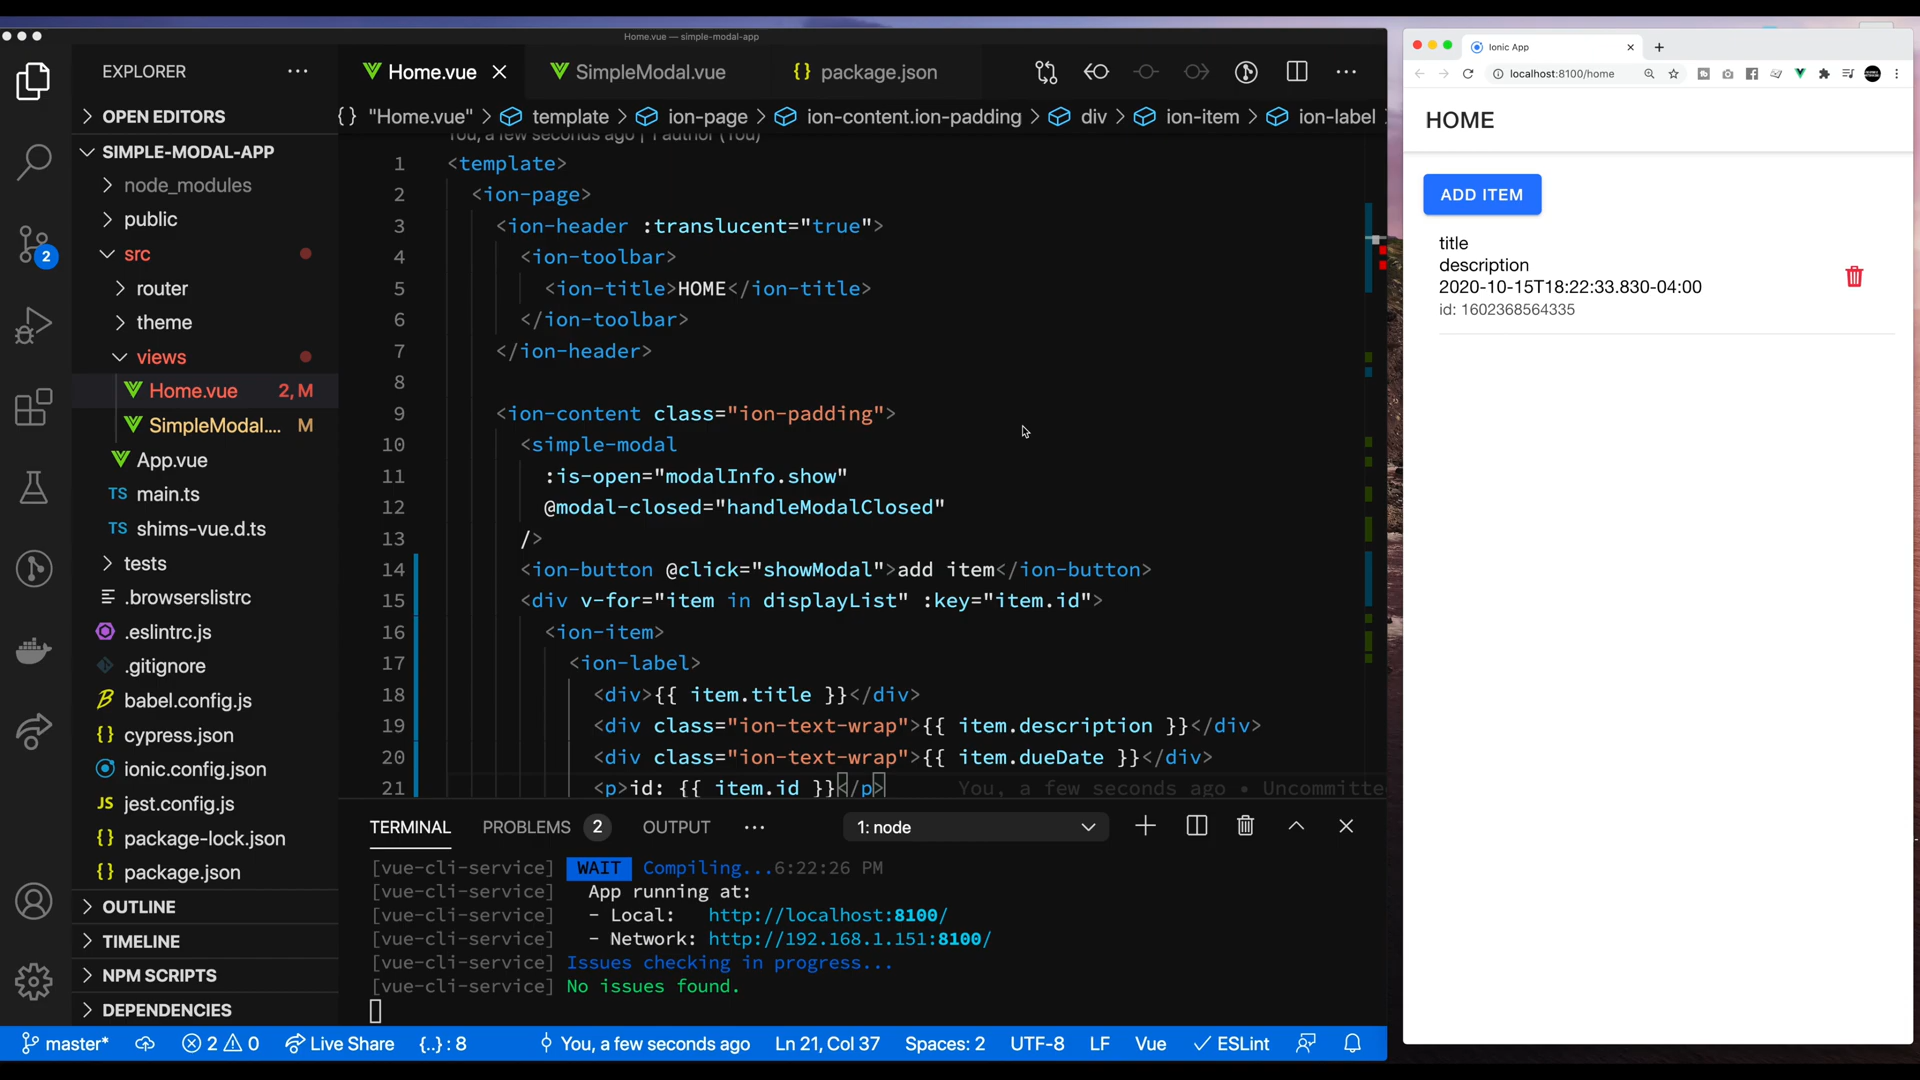 Home.vue — simple-modal-app
EXPLORER
OPEN EDITORS
SIMPLE-MODAL-APP
node_modules
public
src
router
theme
views
Home.vue 2, M
SimpleModal.... M
App.vue
TS main.ts
TS shims-vue.d.ts
tests
.browserslistrc
.eslintrc.js
.gitignore
babel.config.js
{} cypress.json
ionic.config.json
JS jest.config.js
{} package-lock.json
{} package.json
OUTLINE
TIMELINE
NPM SCRIPTS
DEPENDENCIES
2
Home.vue
SimpleModal.vue
{} package.json
{} "Home.vue" > template > ion-page > ion-content.ion-padding > div > ion-item > ion-label
You, a few seconds ago | 1 author (You)
1 <template>
2 <ion-page>
3 <ion-header :translucent="true">
4 <ion-toolbar>
5 <ion-title>HOME</ion-title>
6 </ion-toolbar>
7 </ion-header>
8
9 <ion-content class="ion-padding">
10 <simple-modal
11 :is-open="modalInfo.show"
12 @modal-closed="handleModalClosed"
13 />
14 <ion-button @click="showModal">add item</ion-button>
15 <div v-for="item in displayList" :key="item.id">
16 <ion-item>
17 <ion-label>
18 <div>{{ item.title }}</div>
19 <div class="ion-text-wrap">{{ item.description }}</div>
20 <div class="ion-text-wrap">{{ item.dueDate }}</div>
21 <p>id: {{ item.id }}</p> You, a few seconds ago • Uncommitte
TERMINAL PROBLEMS 2 OUTPUT ··· 1: node
[vue-cli-service] WAIT Compiling...6:22:26 PM
[vue-cli-service] App running at:
[vue-cli-service] - Local: http://localhost:8100/
[vue-cli-service] - Network: http://192.168.1.151:8100/
[vue-cli-service] Issues checking in progress...
[vue-cli-service] No issues found.
master* 2 0 Live Share {..} : 8 You, a few seconds ago Ln 21, Col 37 Spaces: 2 UTF-8 LF Vue ESLint
Ionic App
localhost:8100/home
HOME
ADD ITEM
title
description
2020-10-15T18:22:33.830-04:00
id: 1602368564335